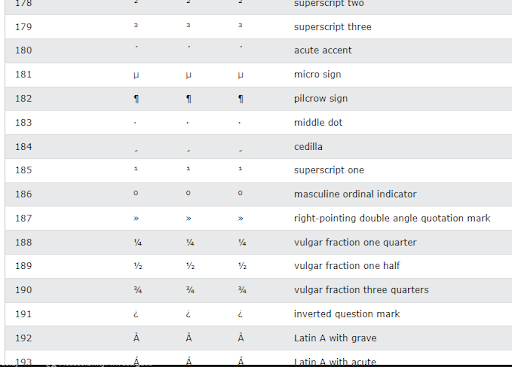 178 ² ² ² superscript two
179 ³ ³ ³ superscript three
180 ´ ´ ´ acute accent
181 µ µ µ micro sign
182 ¶ ¶ ¶ pilcrow sign
183 · · · middle dot
184 ¸ ¸ ¸ cedilla
185 ¹ ¹ ¹ superscript one
186 º º º masculine ordinal indicator
187 » » » right-pointing double angle quotation mark
188 ¼ ¼ ¼ vulgar fraction one quarter
189 ½ ½ ½ vulgar fraction one half
190 ¾ ¾ ¾ vulgar fraction three quarters
191 ¿ ¿ ¿ inverted question mark
192 À À À Latin A with grave
193 Á Á Á Latin A with acute